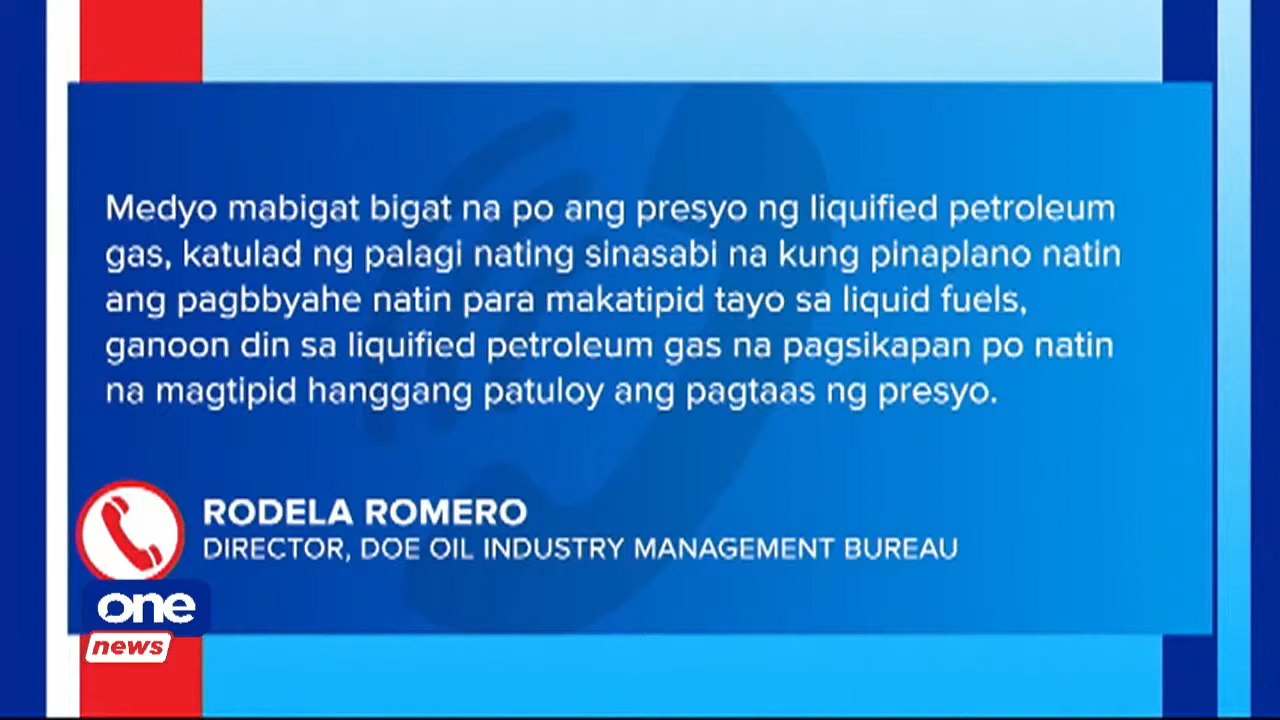 Medyo mabigat bigat na po ang presyo ng liquified petroleum
gas, katulad ng palagi nating sinasabi na kung pinaplano natin
ang pagbbyahe natin para makatipid tayo sa liquid fuels,
ganoon din sa liquified petroleum gas na pagsikapan po natin
na magtipid hanggang patuloy ang pagtaas ng presyo.
RODELA ROMERO
DIRECTOR, DOE OIL INDUSTRY MANAGEMENT BUREAU
one
news